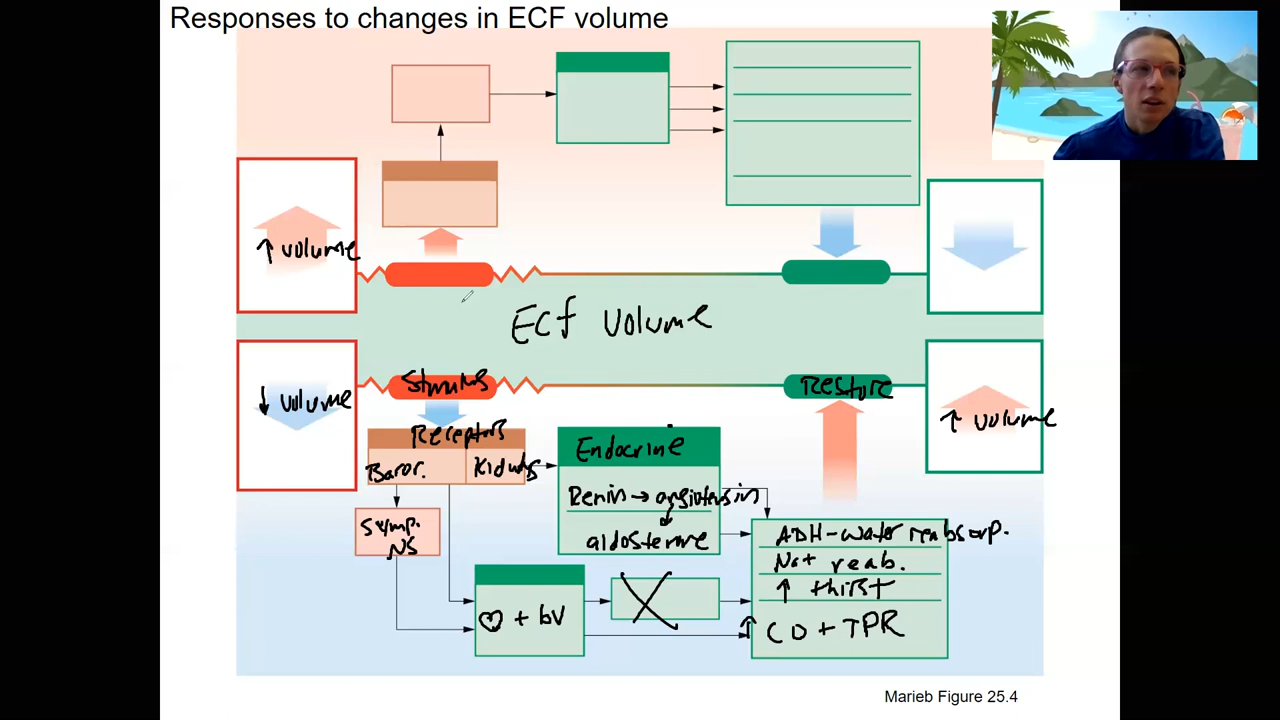 Responses to changes in ECF volume
↑ volume
ECF volume
Stimulus
Restore
↓ volume
↑ volume
Receptors
Baror.
Kidneys
Endocrine
Renin → angiotensin
aldosterone
Symp.
NS
ADH-water reabsorp.
Na+ reab.
↑ thirst
↑ CO + TPR
♡ + bV
Marieb Figure 25.4